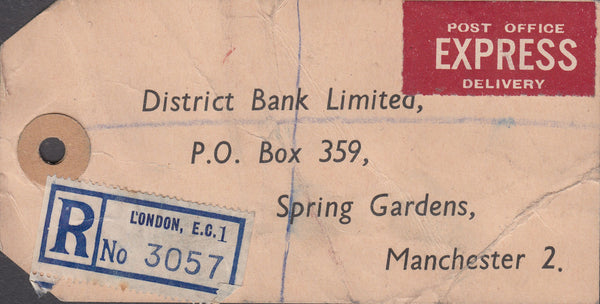 POST OFFICE
EXPRESS
DELIVERY
District Bank Limited,
P.O. Box 359,
Spring Gardens,
Manchester 2.
R
LONDON, E.C.1
No 3057